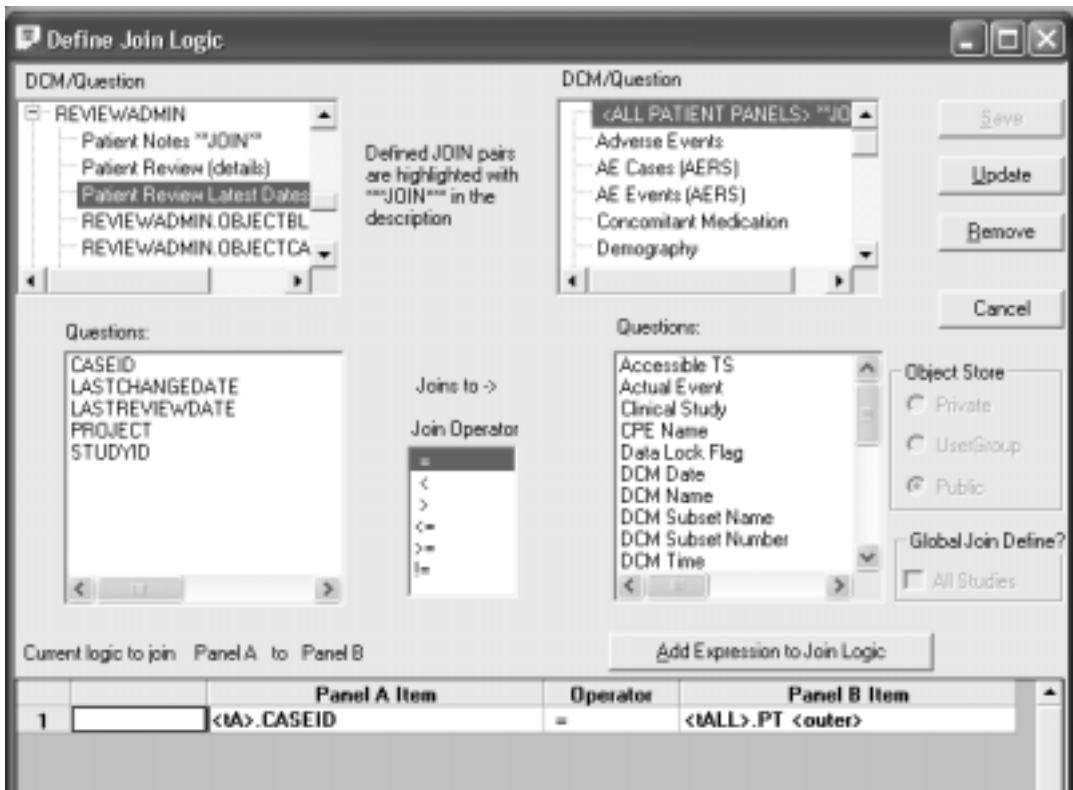 Define Join Logic
DCM/Question
REVIEWADMIN
Patient Notes ""JOIN""
Patient Review (details)
Patient Review Latest Dates
REVIEWADMIN.OBJECTBL
REVIEWADMIN.OBJECTCA
Defined JOIN pairs
are highlighted with
"""JOIN""" in the
description
DCM/Question
<ALL PATIENT PANELS> ""JO
Adverse Events
AE Cases (AERS)
AE Events (AERS)
Concomitant Medication
Demography
Save
Update
Remove
Cancel
Questions:
CASEID
LASTCHANGEDATE
LASTREVIEWDATE
PROJECT
STUDYID
Joins to ->
Join Operator
=
<
>
<=
>=
!=
Questions:
Accessible TS
Actual Event
Clinical Study
CPE Name
Data Lock Flag
DCM Date
DCM Name
DCM Subset Name
DCM Subset Number
DCM Time
Object Store
Private
UserGroup
Public
Global Join Define?
All Studies
Current logic to join Panel A to Panel B
Add Expression to Join Logic
Panel A Item Operator Panel B Item
1 <tA>.CASEID = <tALL>.PT <outer>